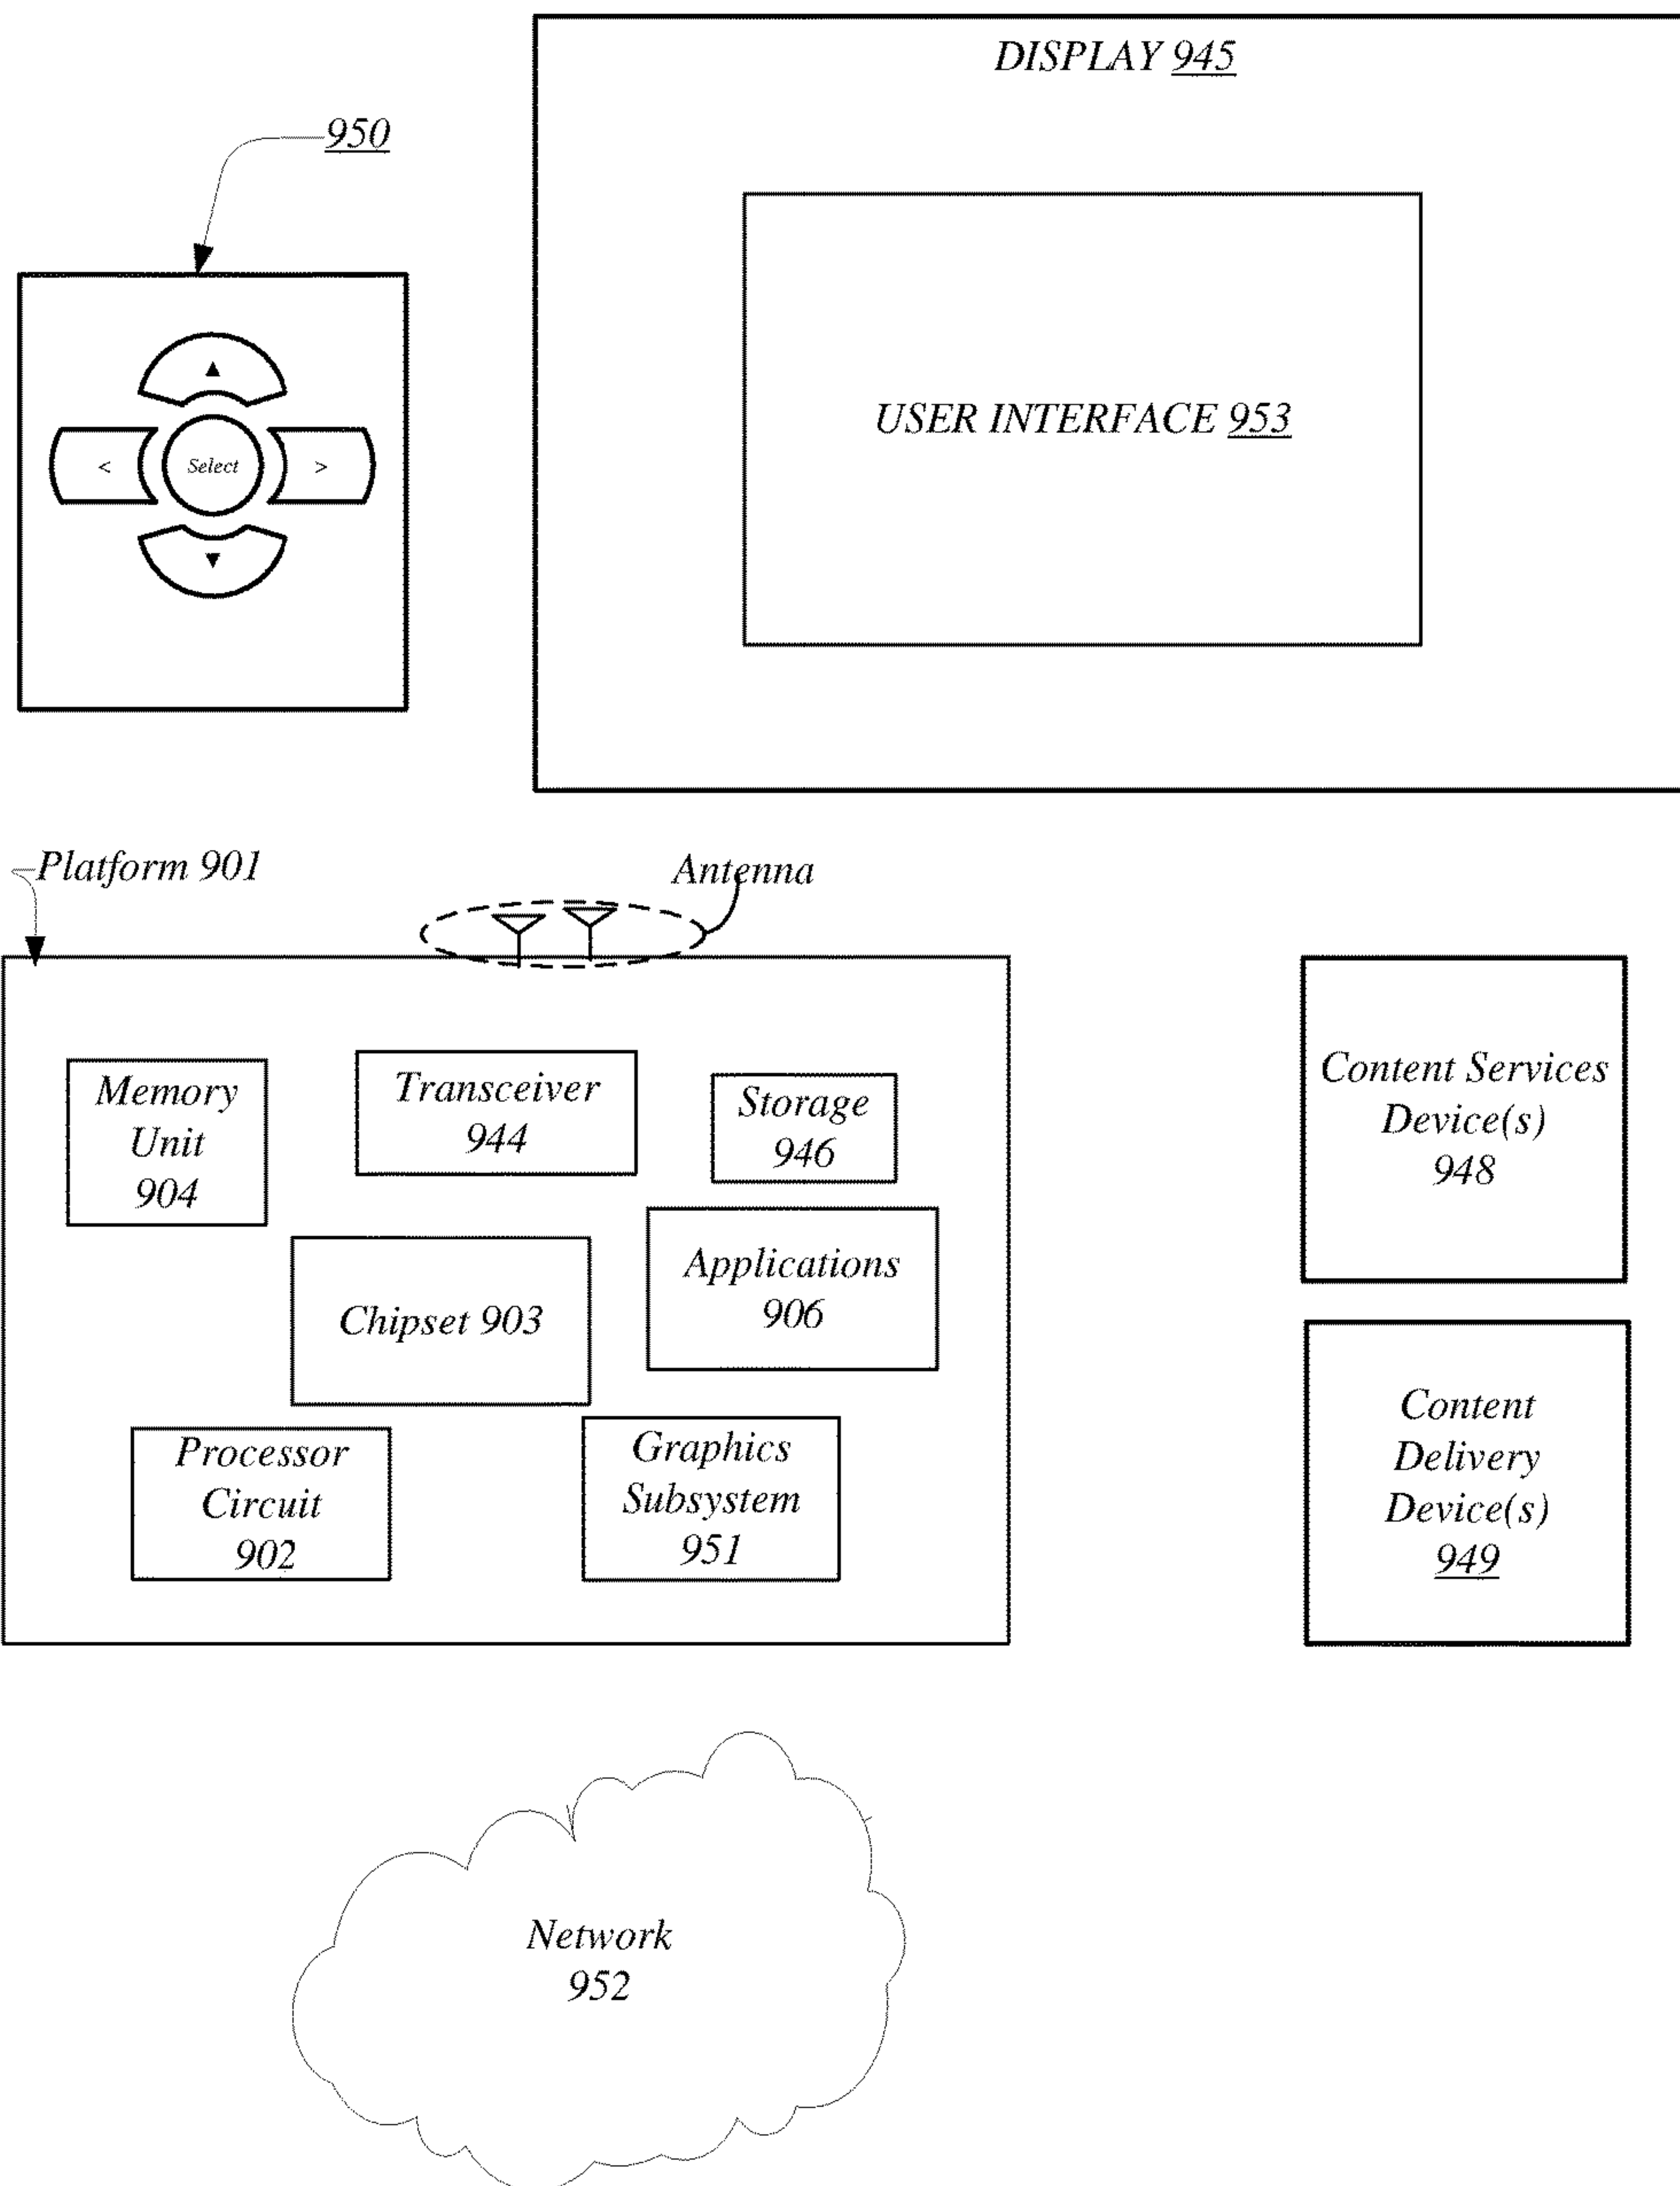 DISPLAY 945
950
▲
<
Select
>
▼
USER INTERFACE 953
Platform 901
Antenna
Memory
Unit
904
Transceiver
944
Storage
946
Chipset 903
Applications
906
Processor
Circuit
902
Graphics
Subsystem
951
Content Services
Device(s)
948
Content
Delivery
Device(s)
949
Network
952